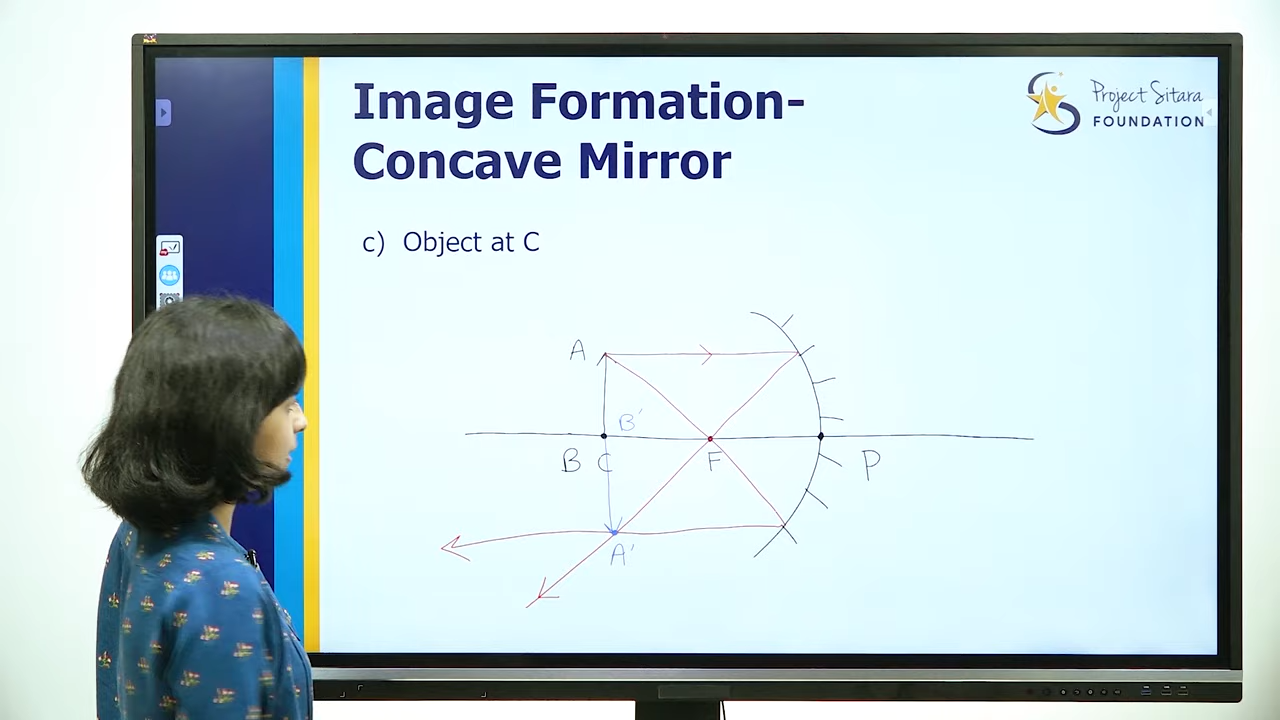 Image Formation-
Concave Mirror
Project Sitara
FOUNDATION
c) Object at C
A
B'
B C F P
A'